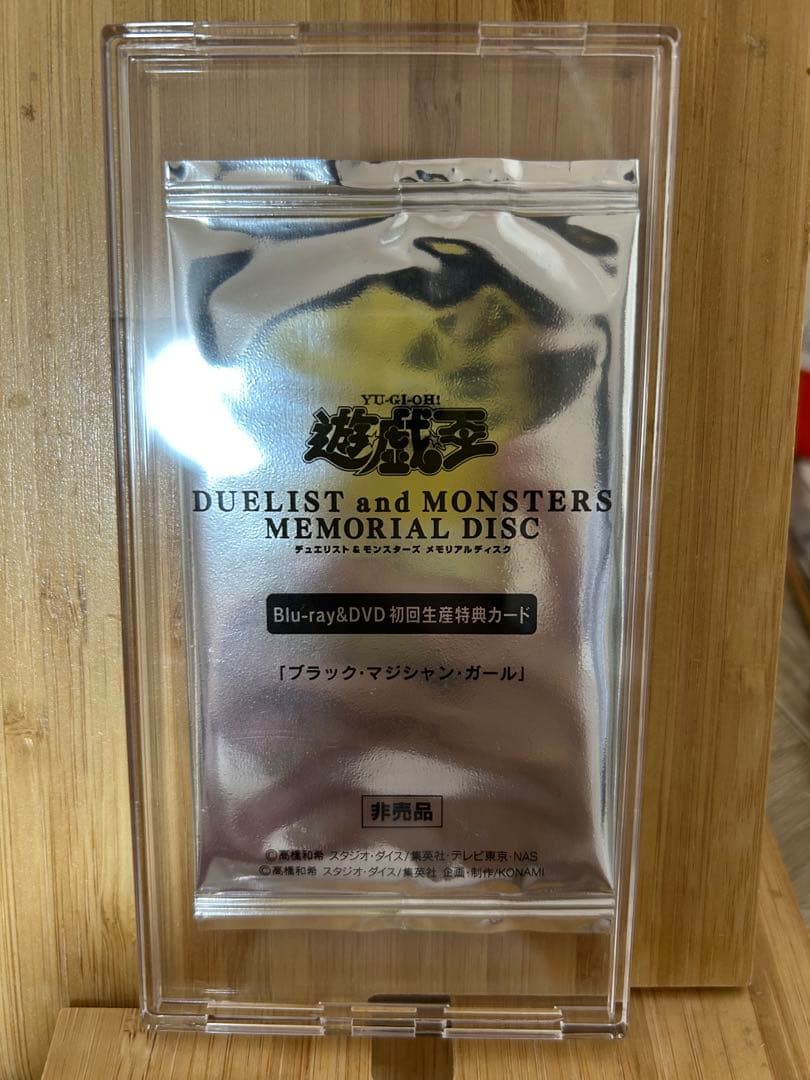 YU-GI-OH!
遊戯王
DUELIST and MONSTERS
MEMORIAL DISC
デュエリスト&モンスターズ メモリアルディスク
Blu-ray&DVD 初回生産特典カード
「ブラック・マジシャン・ガール」
非売品
©高橋和希 スタジオ・ダイス/集英社・テレビ東京・NAS
©高橋和希 スタジオ・ダイス/集英社 企画・制作/KONAMI